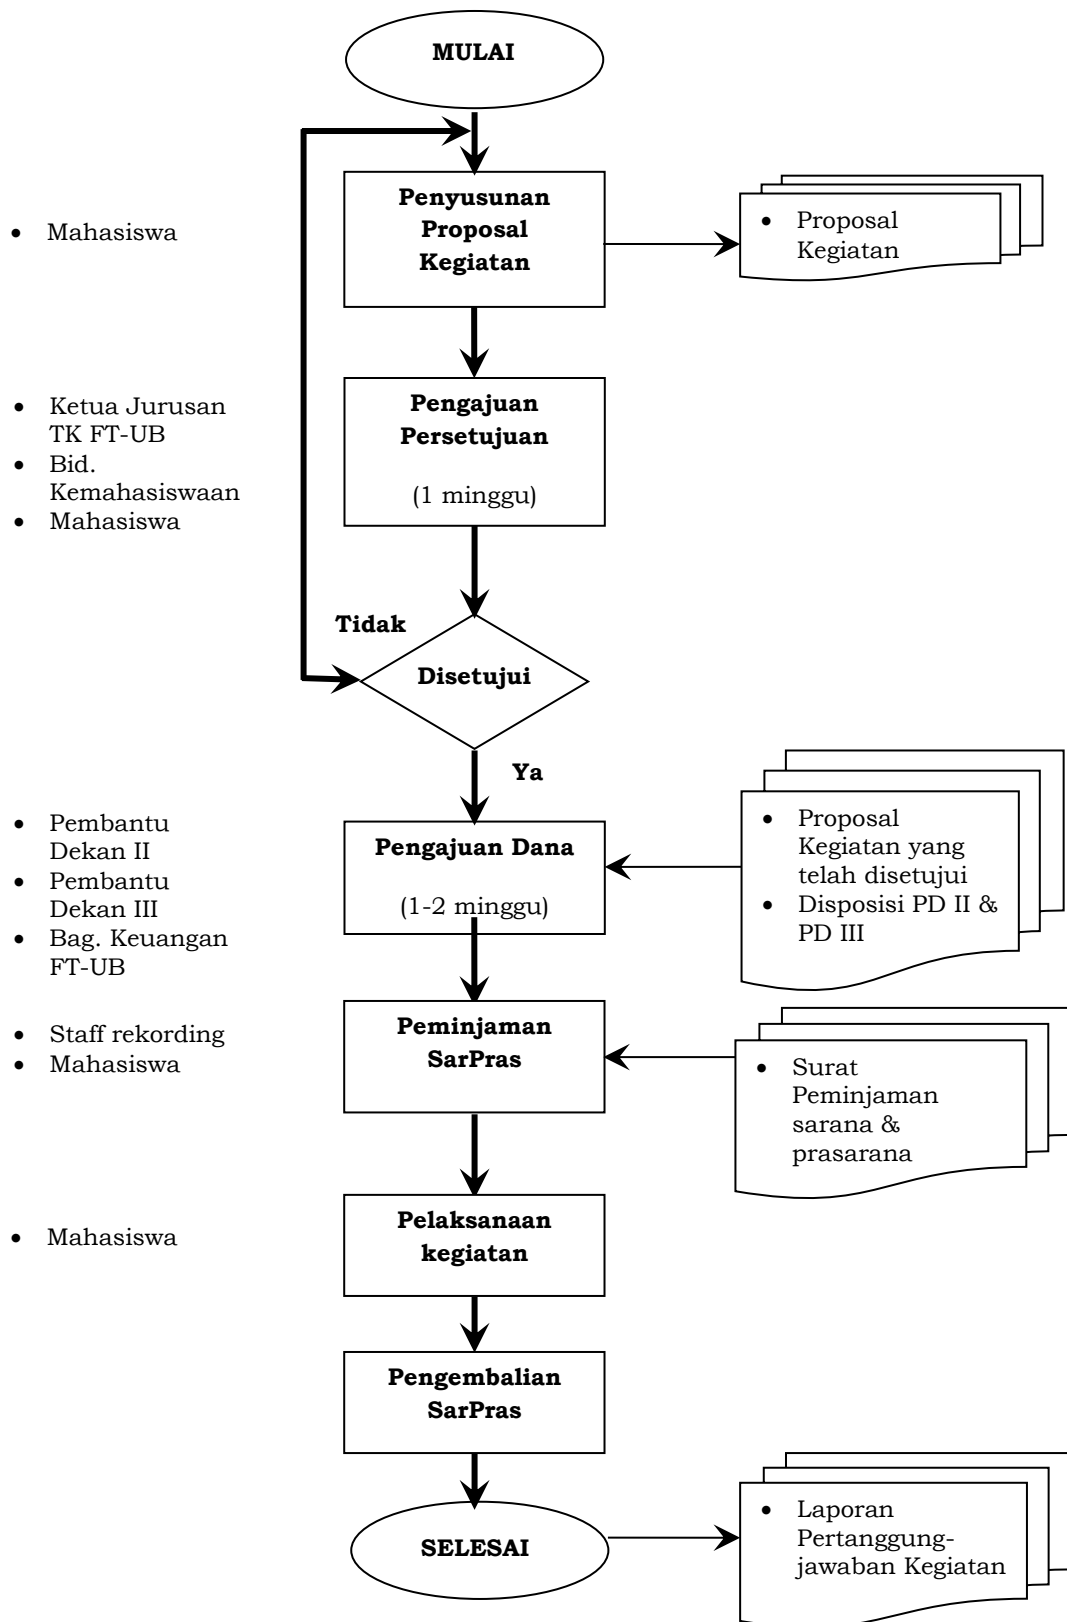 MULAI
• Mahasiswa
Penyusunan
Proposal
Kegiatan
• Proposal
Kegiatan
• Ketua Jurusan
TK FT-UB
• Bid.
Kemahasiswaan
• Mahasiswa
Pengajuan
Persetujuan
(1 minggu)
Tidak
Disetujui
Ya
• Pembantu
Dekan II
• Pembantu
Dekan III
• Bag. Keuangan
FT-UB
Pengajuan Dana
(1-2 minggu)
• Proposal
Kegiatan yang
telah disetujui
• Disposisi PD II &
PD III
• Staff rekording
• Mahasiswa
Peminjaman
SarPras
• Surat
Peminjaman
sarana &
prasarana
• Mahasiswa
Pelaksanaan
kegiatan
Pengembalian
SarPras
SELESAI
• Laporan
Pertanggung-
jawaban Kegiatan